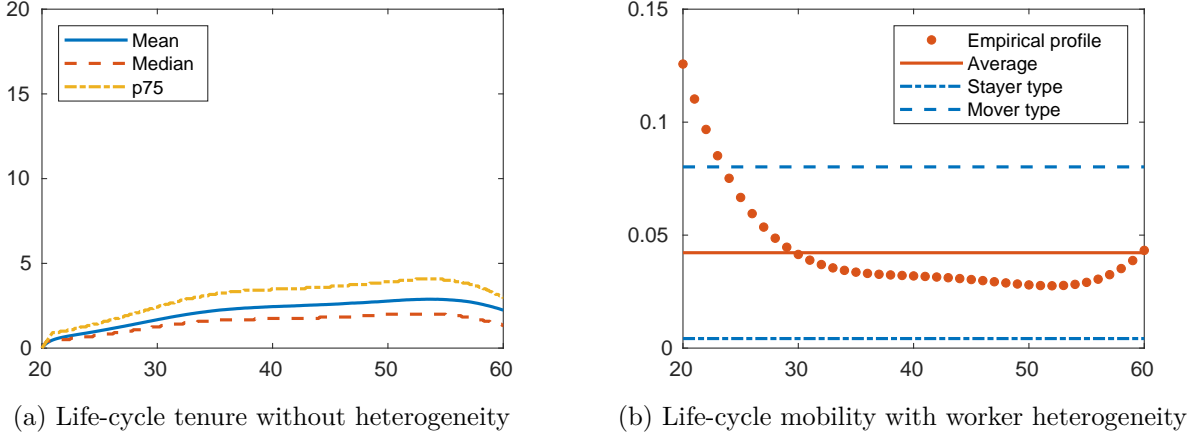 20
15
10
5
0
Mean
Median
p75
20 30 40 50 60
(a) Life-cycle tenure without heterogeneity
0.15
0.1
0.05
0
Empirical profile
Average
Stayer type
Mover type
20 30 40 50 60
(b) Life-cycle mobility with worker heterogeneity